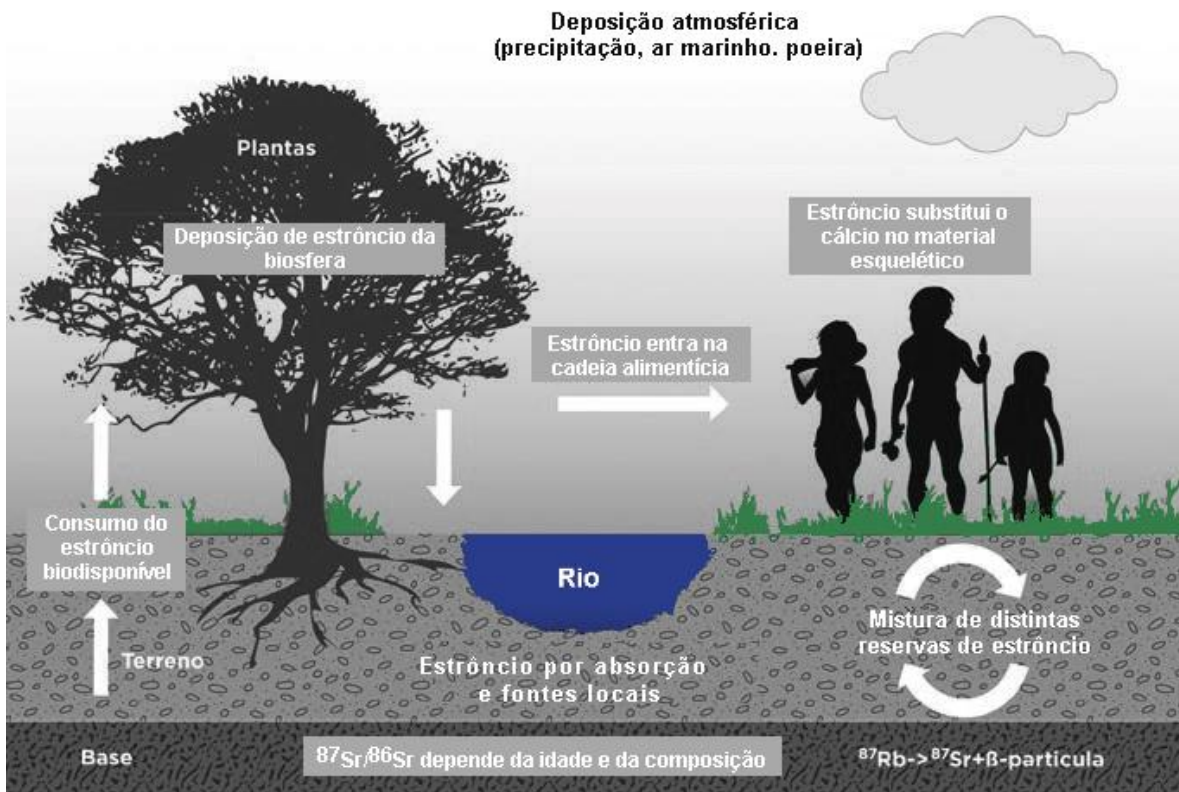 Deposição atmosférica
(precipitação, ar marinho. poeira)
Plantas
Deposição de estrôncio da
biosfera
Estrôncio substitui o
cálcio no material
esquelético
Estrôncio entra na
cadeia alimentícia
Consumo do
estrôncio
biodisponível
Rio
Terreno
Estrôncio por absorção
e fontes locais
Mistura de distintas
reservas de estrôncio
Base
⁸⁷Sr/⁸⁶Sr depende da idade e da composição
⁸⁷Rb->⁸⁷Sr+ß-particula